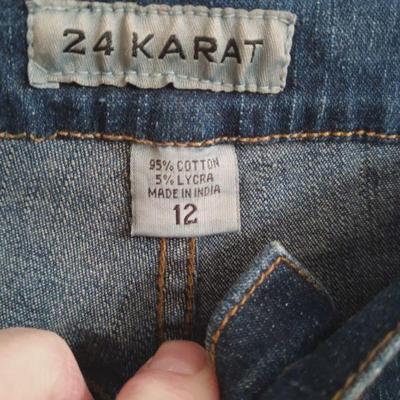 24 KARAT
95% COTTON
5% LYCRA
MADE IN INDIA
12